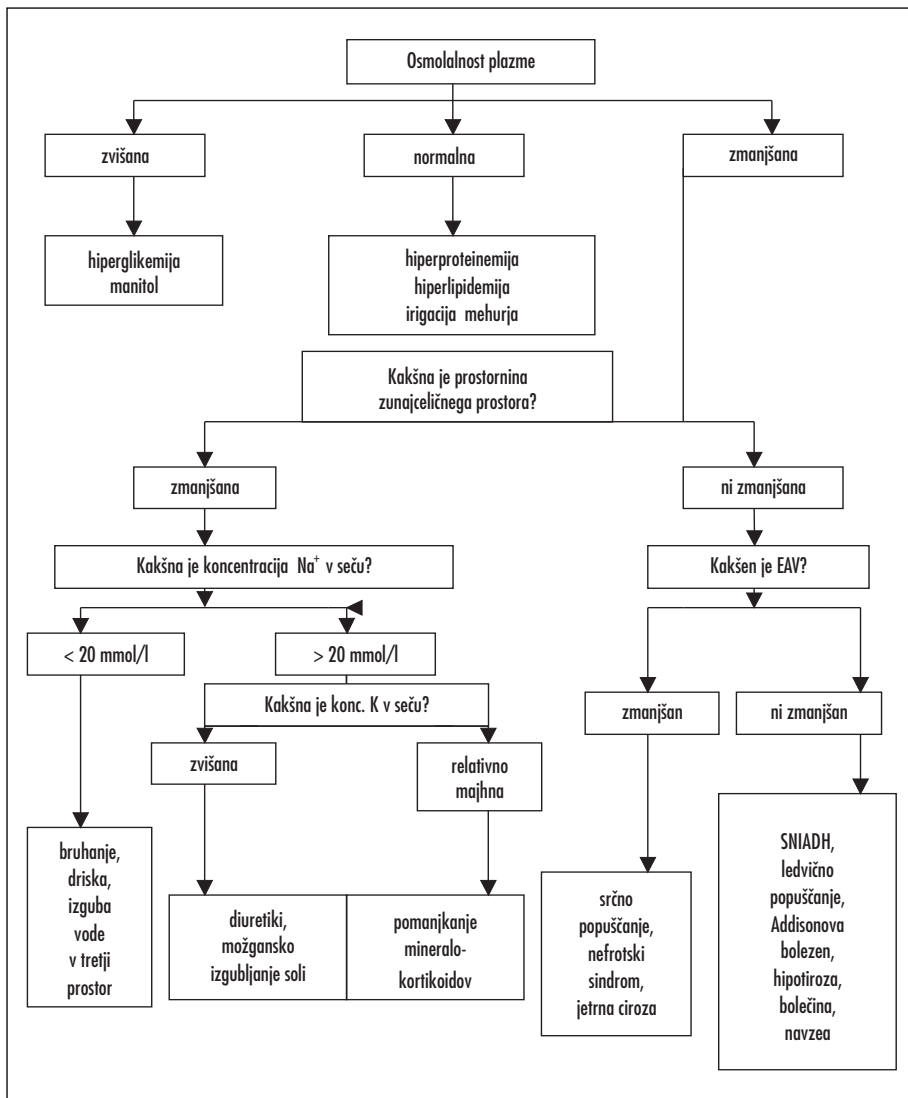 Osmolalnost plazme
zvišana
normalna
zmanjšana
hiperglikemija
manitol
hiperproteinemija
hiperlipidemija
irigacija mehurja
Kakšna je prostornina
zunajceličnega prostora?
zmanjšana
ni zmanjšana
Kakšna je koncentracija Na⁺ v seču?
Kakšen je EAV?
< 20 mmol/l
> 20 mmol/l
Kakšna je konc. K v seču?
zmanjšan
ni zmanjšan
zvišana
relativno
majhna
bruhanje,
driska,
izguba
vode
v tretji
prostor
diuretiki,
možgansko
izgubljanje soli
pomanjkanje
mineralo-
kortikoidov
srčno
popuščanje,
nefrotski
sindrom,
jetrna ciroza
SNIADH,
ledvično
popuščanje,
Addisonova
bolezen,
hipotiroza,
bolečina,
navzea